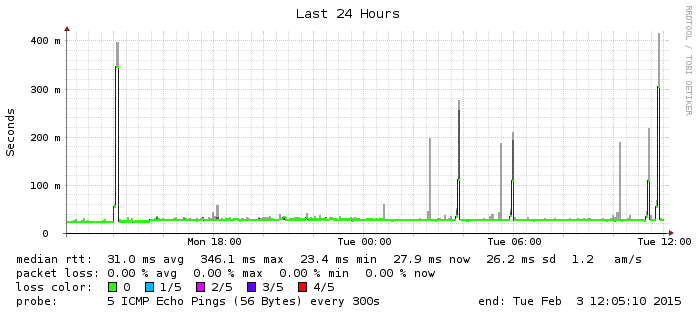 Last 24 Hours
RRDTOOL / TOBI OETIKER
Seconds
400 m
300 m
200 m
100 m
0
Mon 18:00 Tue 00:00 Tue 06:00 Tue 12:00
median rtt: 31.0 ms avg 346.1 ms max 23.4 ms min 27.9 ms now 26.2 ms sd 1.2 am/s
packet loss: 0.00 % avg 0.00 % max 0.00 % min 0.00 % now
loss color: 0 1/5 2/5 3/5 4/5
probe: 5 ICMP Echo Pings (56 Bytes) every 300s end: Tue Feb 3 12:05:10 2015